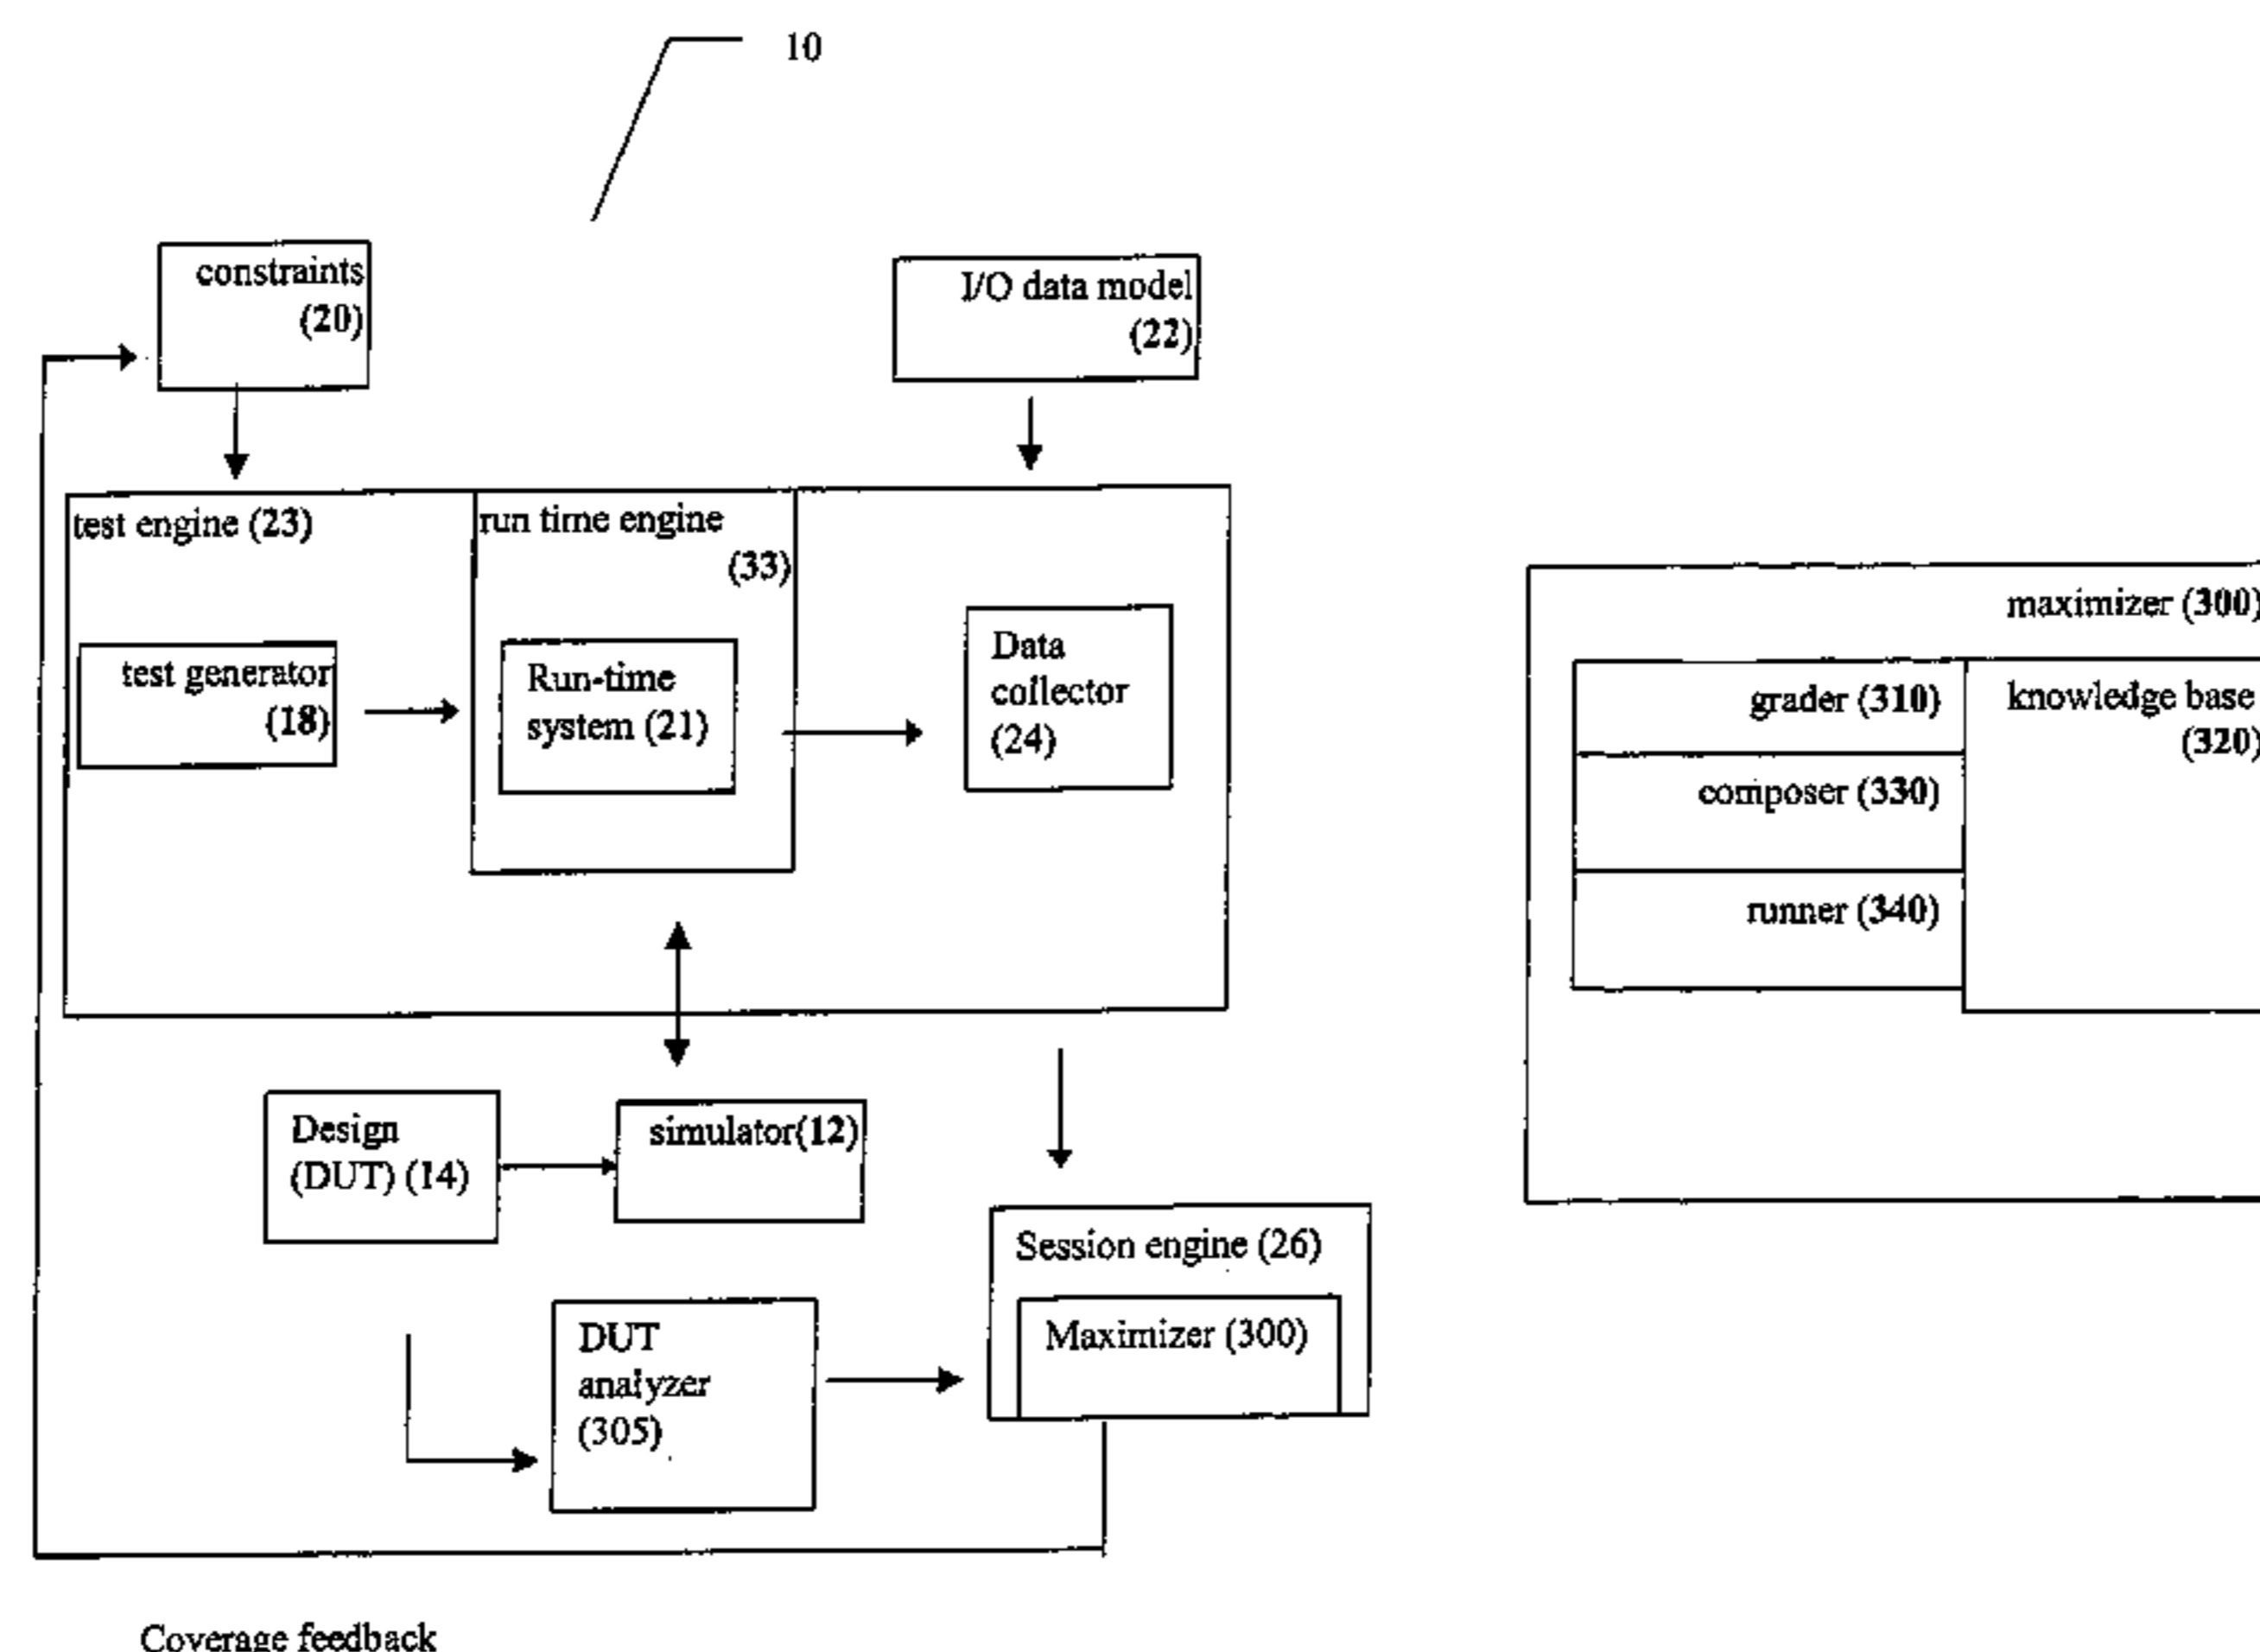 10
constraints
(20)
I/O data model
(22)
test engine (23)
run time engine
(33)
test generator
(18)
Run-time
system (21)
Data
collector
(24)
Design
(DUT) (14)
simulator(12)
Session engine (26)
Maximizer (300)
DUT
analyzer
(305)
Coverage feedback
maximizer (300)
grader (310)
knowledge base
(320)
composer (330)
runner (340)